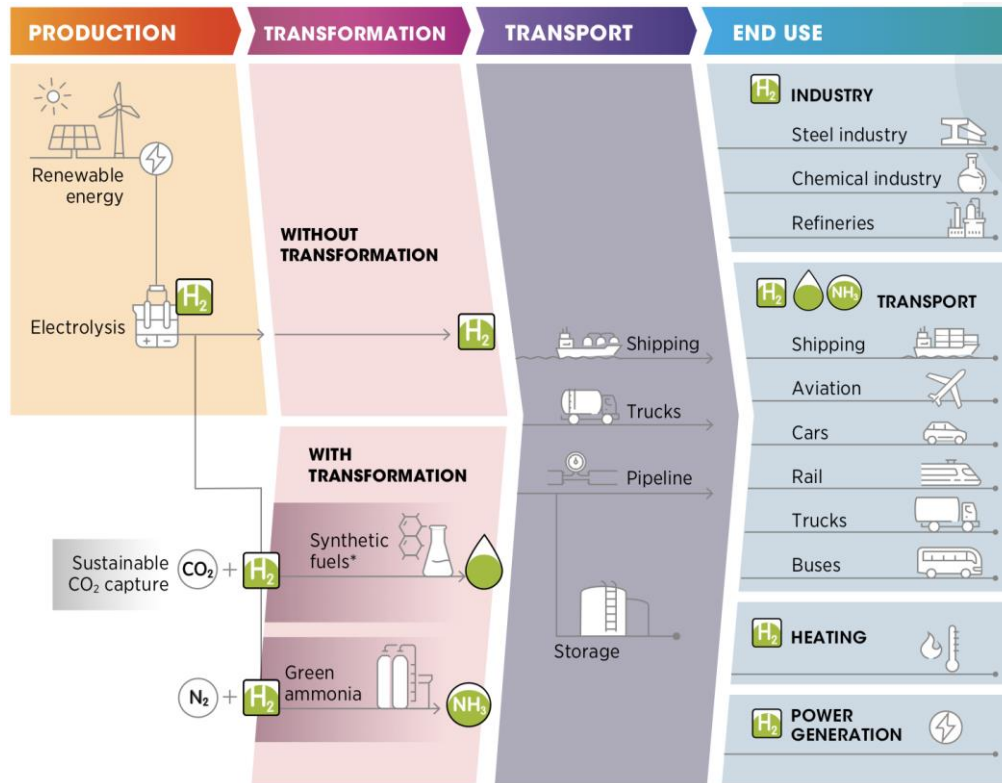 PRODUCTION
TRANSFORMATION
TRANSPORT
END USE
Renewable
energy
Electrolysis
H₂
WITHOUT
TRANSFORMATION
H₂
WITH
TRANSFORMATION
Sustainable
CO₂ capture
CO₂ + H₂
Synthetic
fuels*
N₂ + H₂
Green
ammonia
NH₃
Shipping
Trucks
Pipeline
Storage
H₂ INDUSTRY
Steel industry
Chemical industry
Refineries
H₂ NH₃ TRANSPORT
Shipping
Aviation
Cars
Rail
Trucks
Buses
H₂ HEATING
H₂ POWER
GENERATION